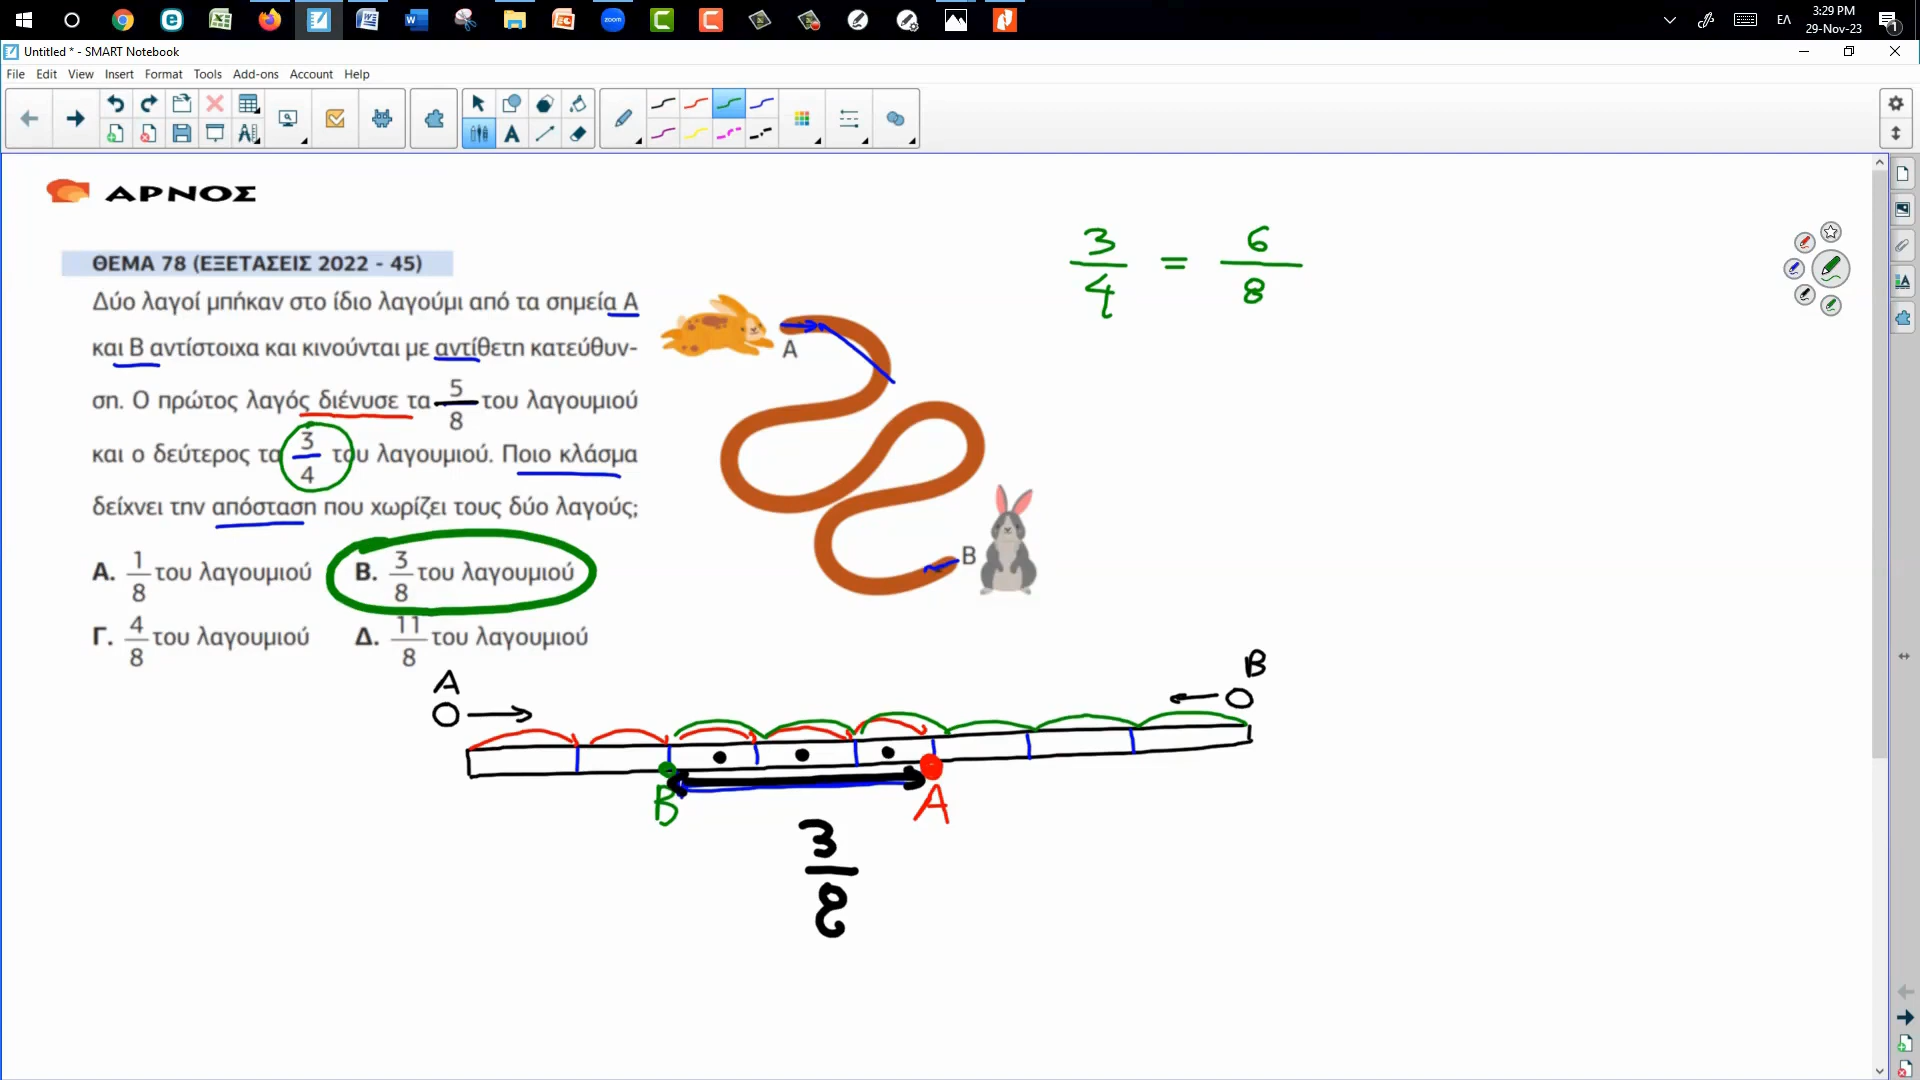 ΕΛ
3:29 PM
29-Nov-23
1
zoom
Untitled * - SMART Notebook
File Edit View Insert Format Tools Add-ons Account Help
ΑΡΝΟΣ
ΘΕΜΑ 78 (ΕΞΕΤΑΣΕΙΣ 2022 - 45)
Δύο λαγοί μπήκαν στο ίδιο λαγούμι από τα σημεία Α
και Β αντίστοιχα και κινούνται με αντίθετη κατεύθυν-
ση. Ο πρώτος λαγός διένυσε τα 5/8 του λαγουμιού
και ο δεύτερος τα 3/4 του λαγουμιού. Ποιο κλάσμα
δείχνει την απόσταση που χωρίζει τους δύο λαγούς;
Α. 1/8 του λαγουμιού Β. 3/8 του λαγουμιού
Γ. 4/8 του λαγουμιού Δ. 11/8 του λαγουμιού
A
B
3/4 = 6/8
A
B
B
A
3/8